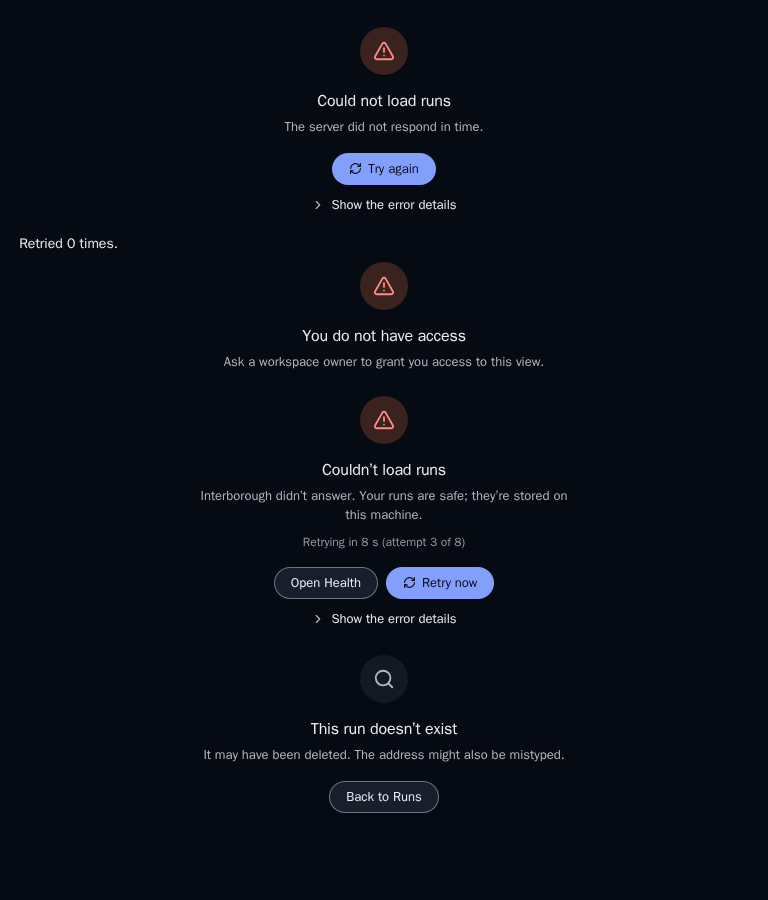 Could not load runs
The server did not respond in time.
Try again
Show the error details
Retried 0 times.
You do not have access
Ask a workspace owner to grant you access to this view.
Couldn’t load runs
Interborough didn’t answer. Your runs are safe; they’re stored on
this machine.
Retrying in 8 s (attempt 3 of 8)
Open Health
Retry now
Show the error details
This run doesn’t exist
It may have been deleted. The address might also be mistyped.
Back to Runs